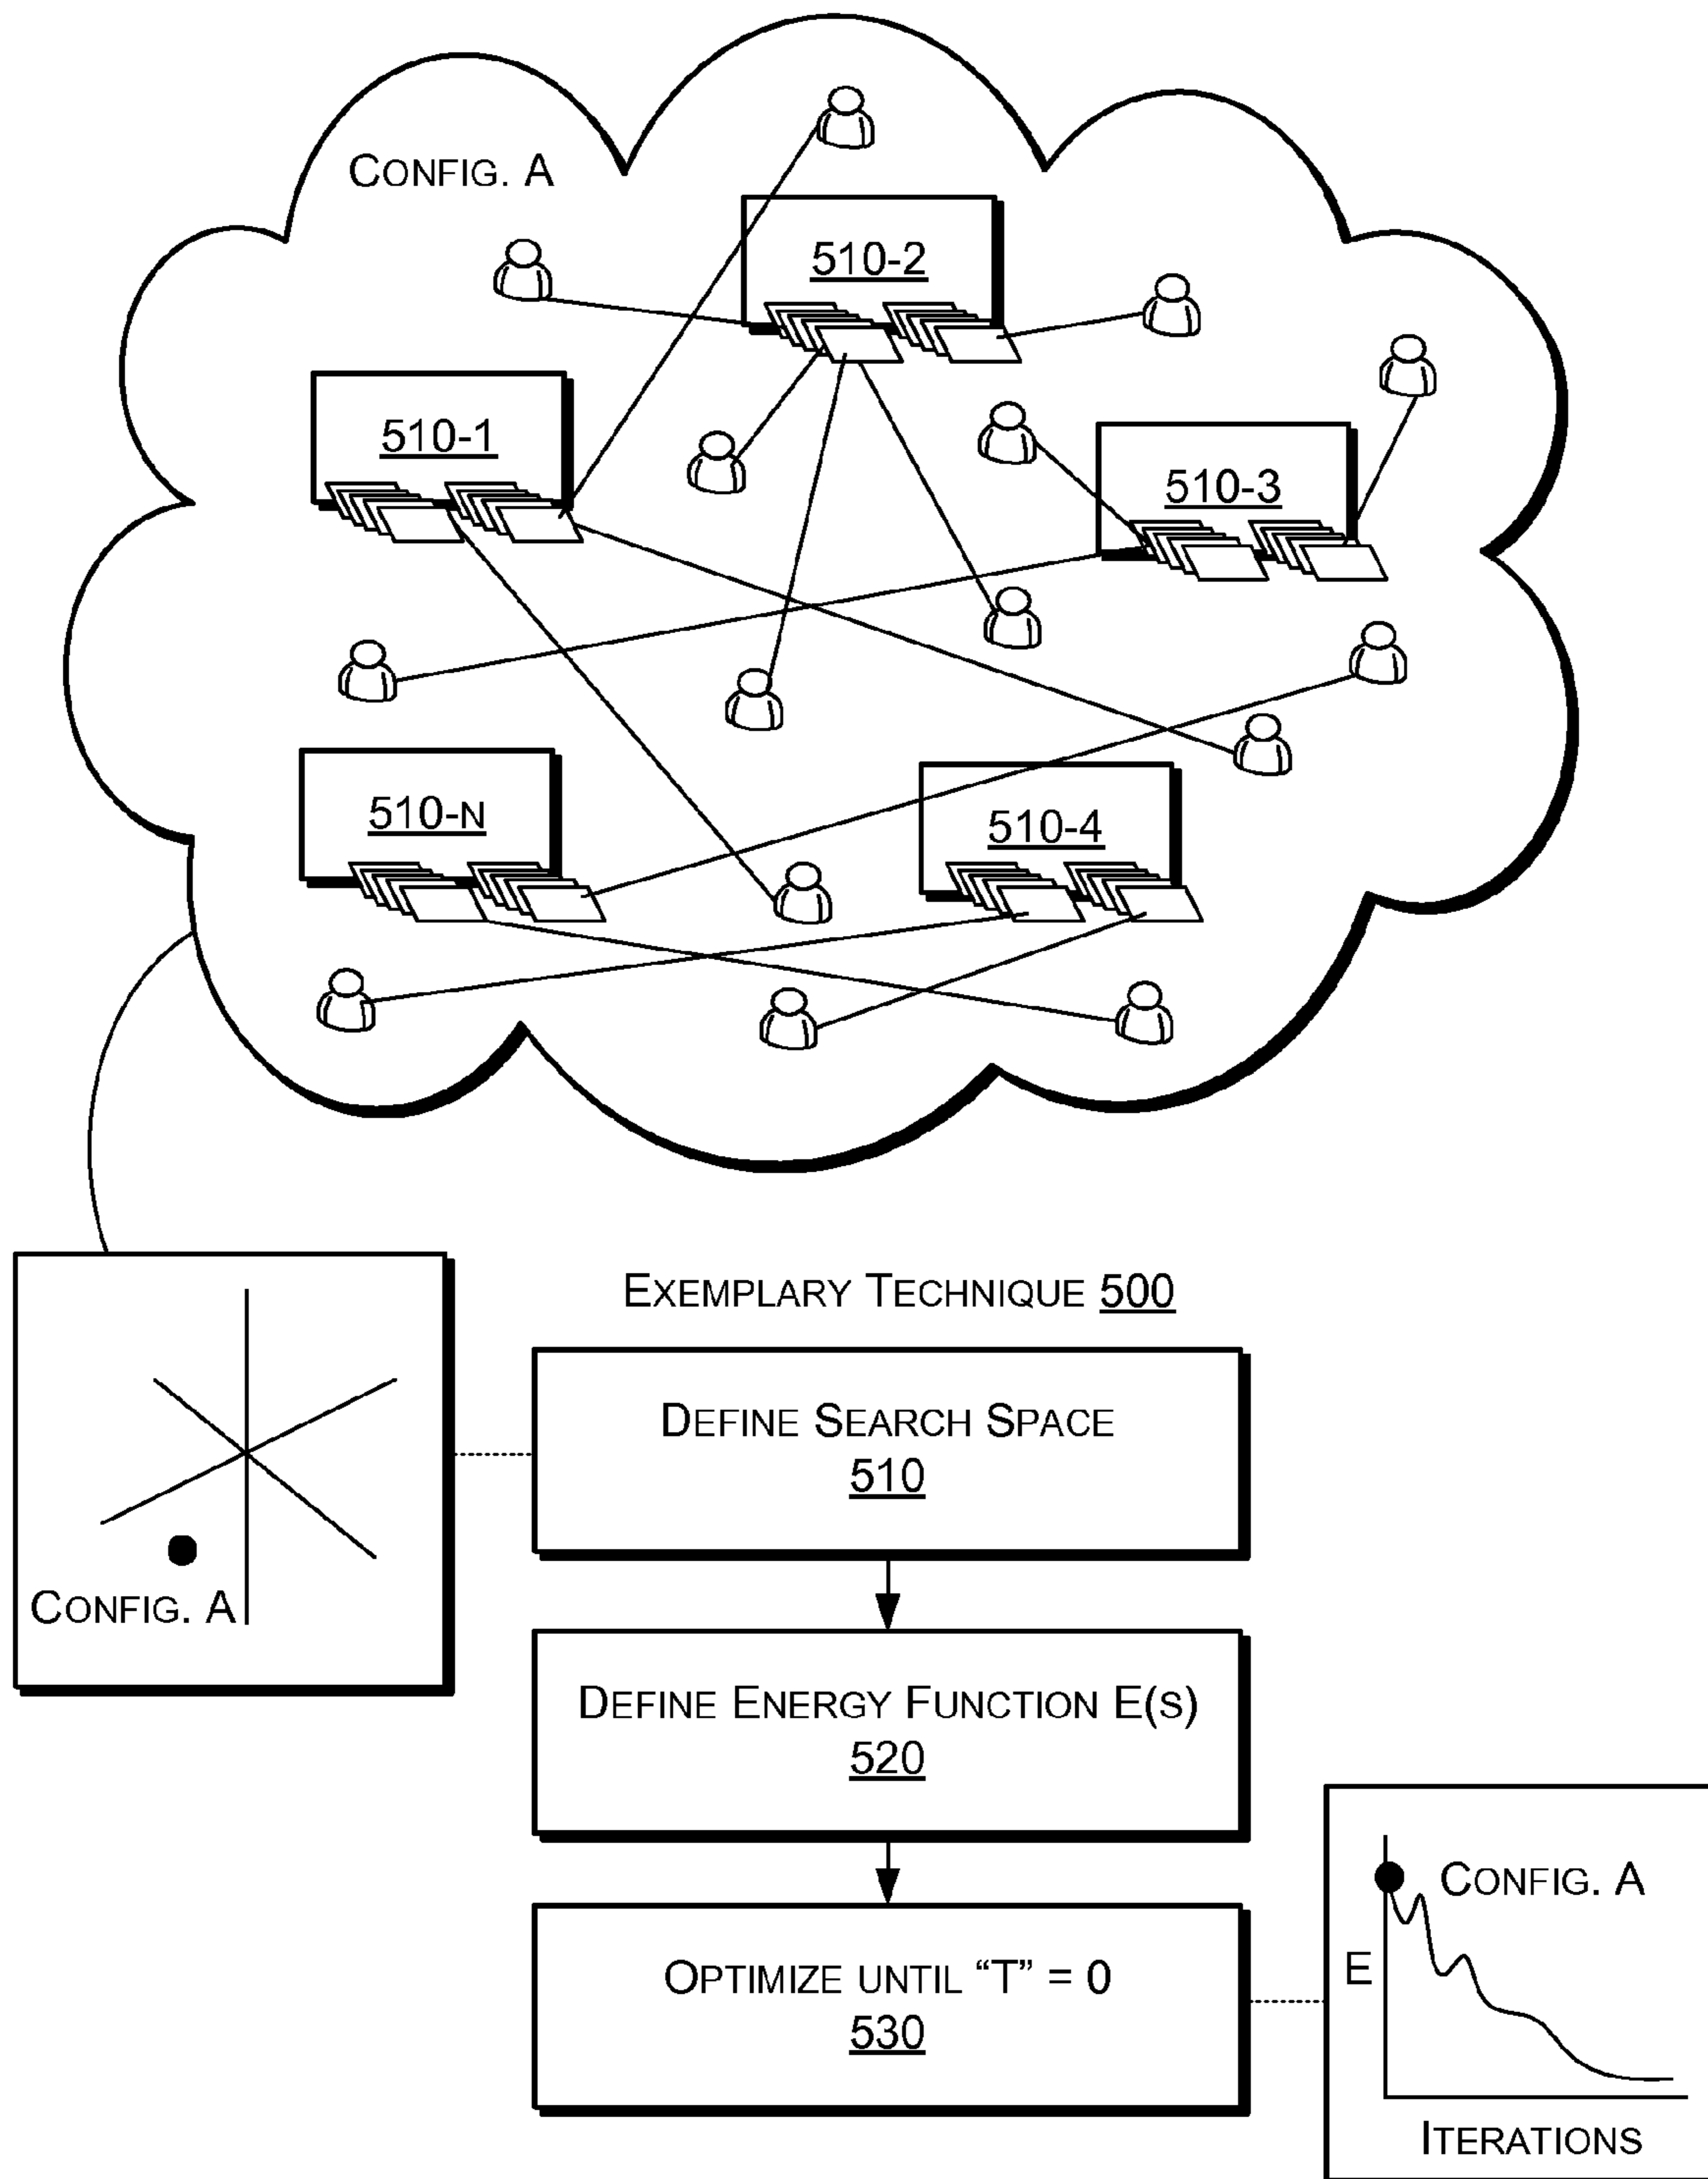 CONFIG. A
510-2
510-1
510-3
510-N
510-4
EXEMPLARY TECHNIQUE 500
DEFINE SEARCH SPACE
510
CONFIG. A
DEFINE ENERGY FUNCTION E(S)
520
OPTIMIZE UNTIL “T” = 0
530
CONFIG. A
E
ITERATIONS